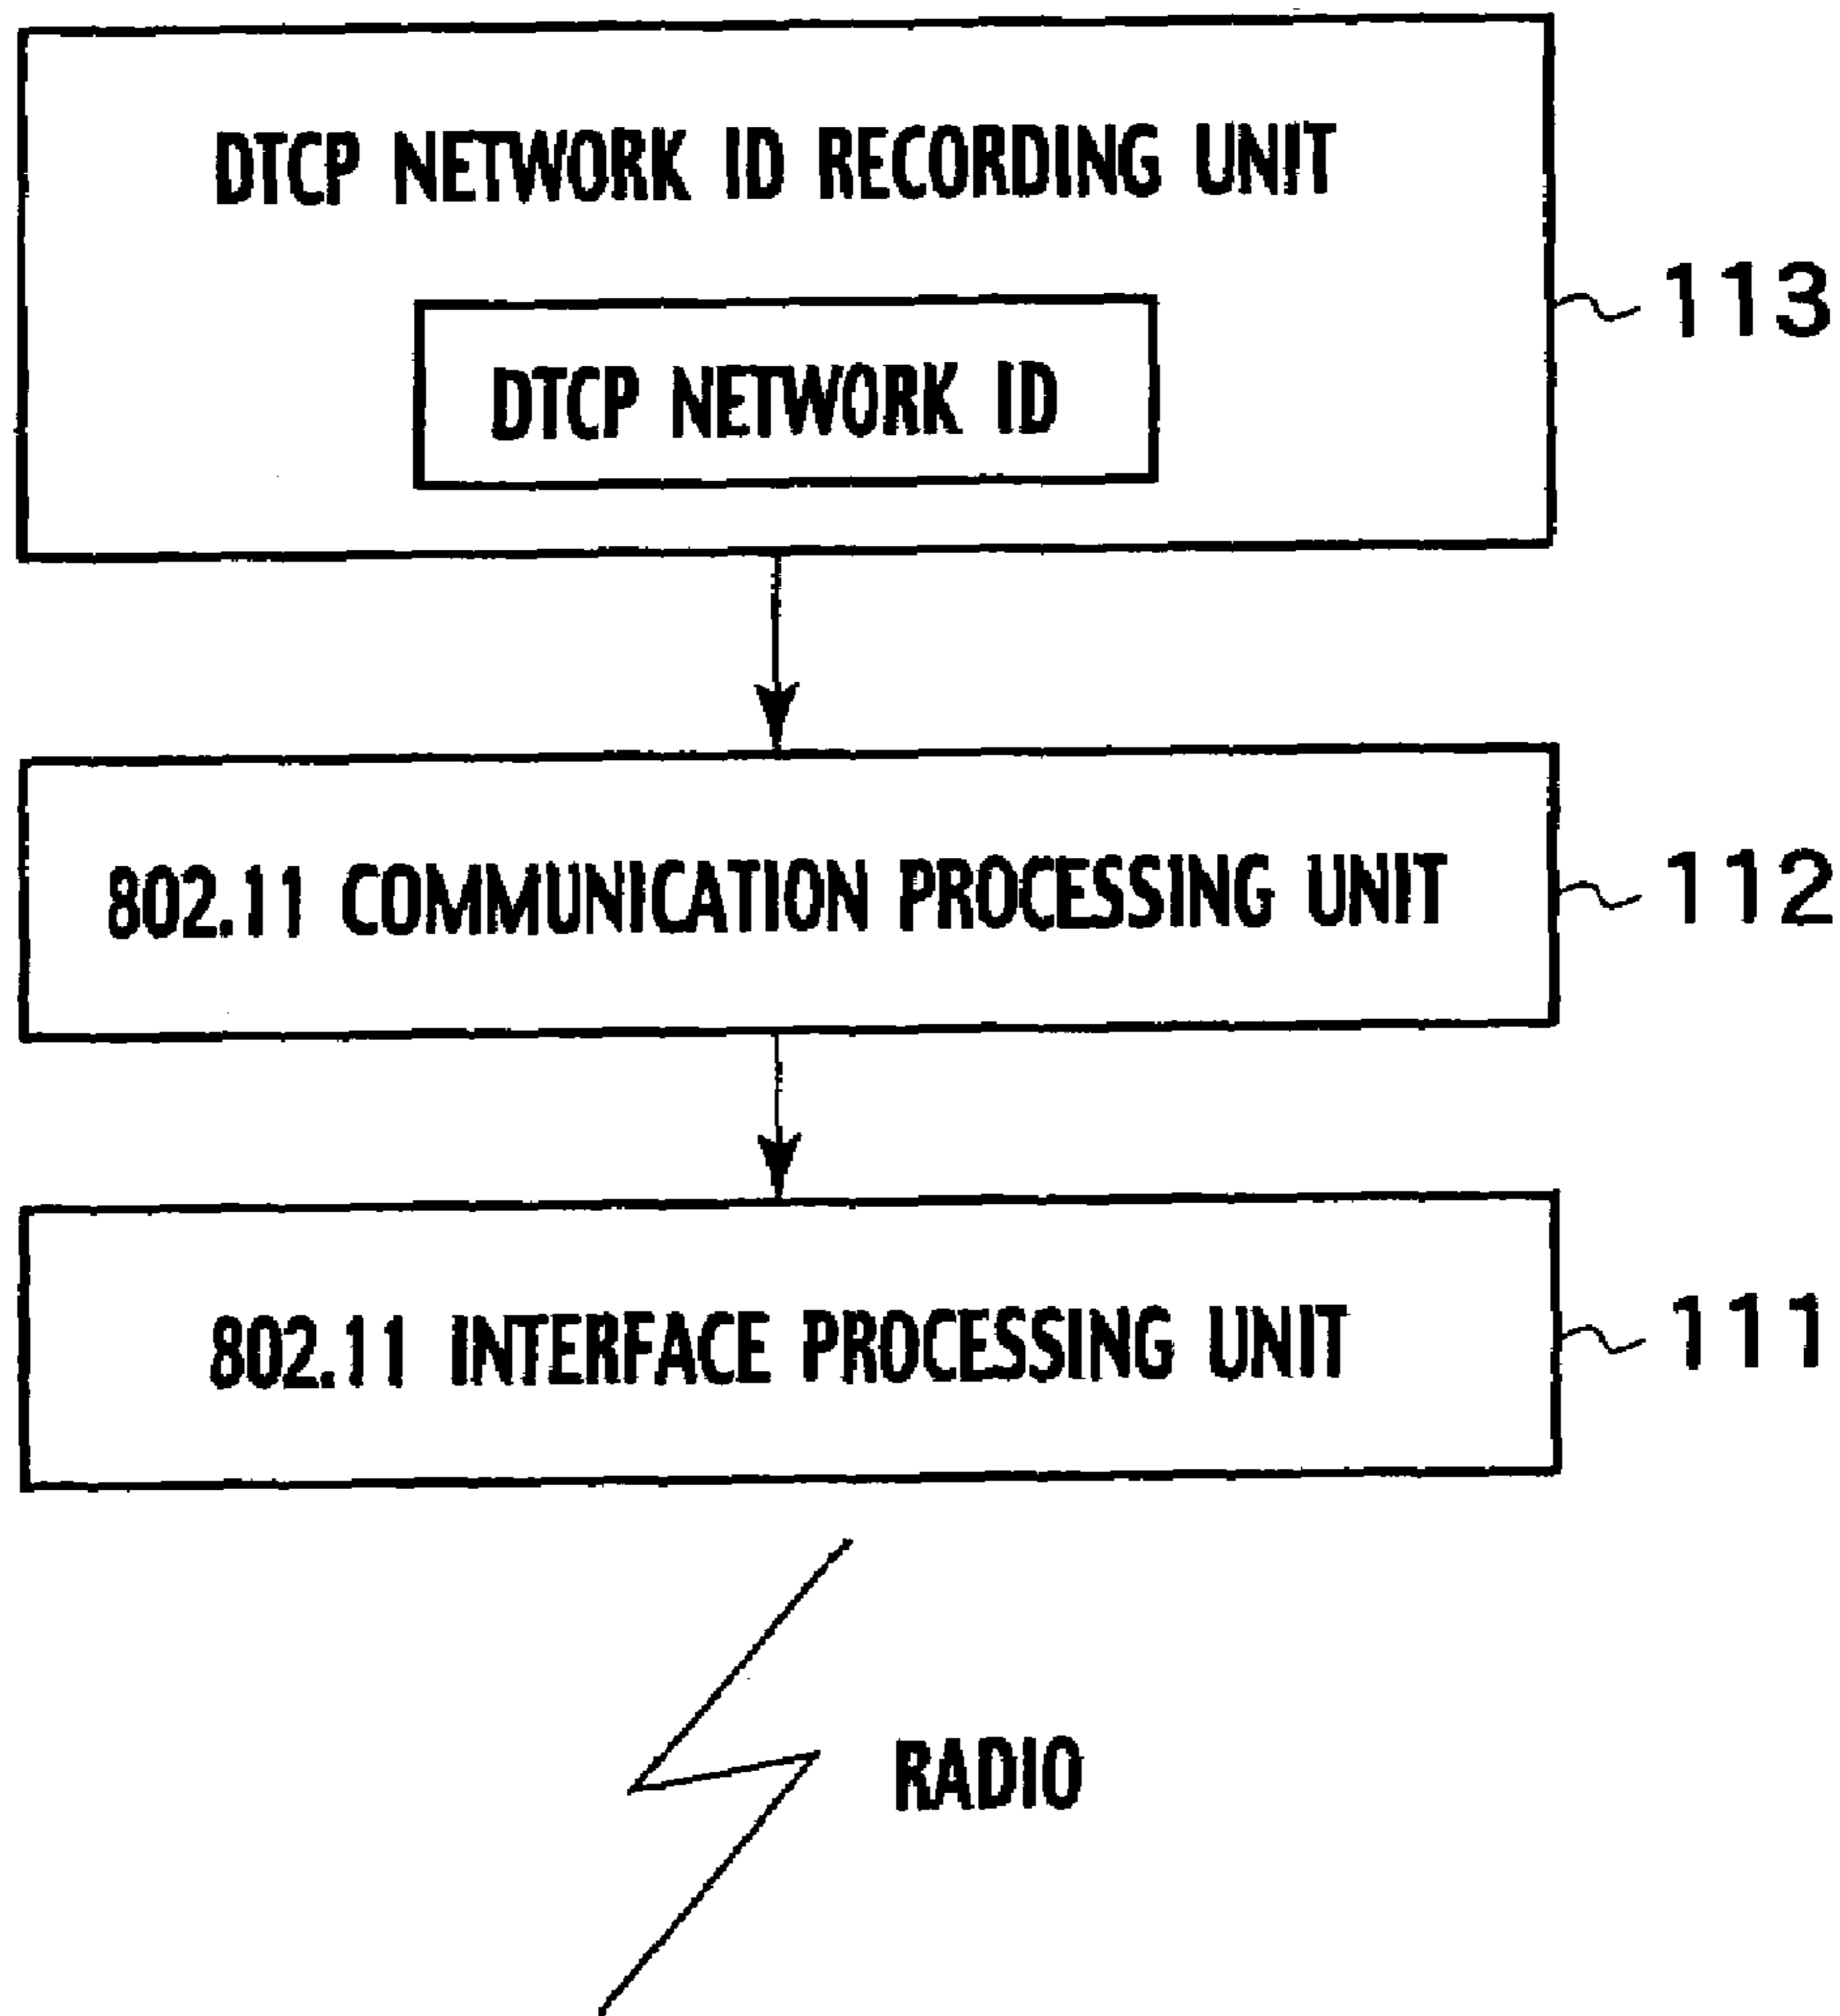 DTCP NETWORK ID RECORDING UNIT
113
DTCP NETWORK ID
802.11 COMMUNICATION PROCESSING UNIT
112
802.11 INTERFACE PROCESSING UNIT
111
RADIO